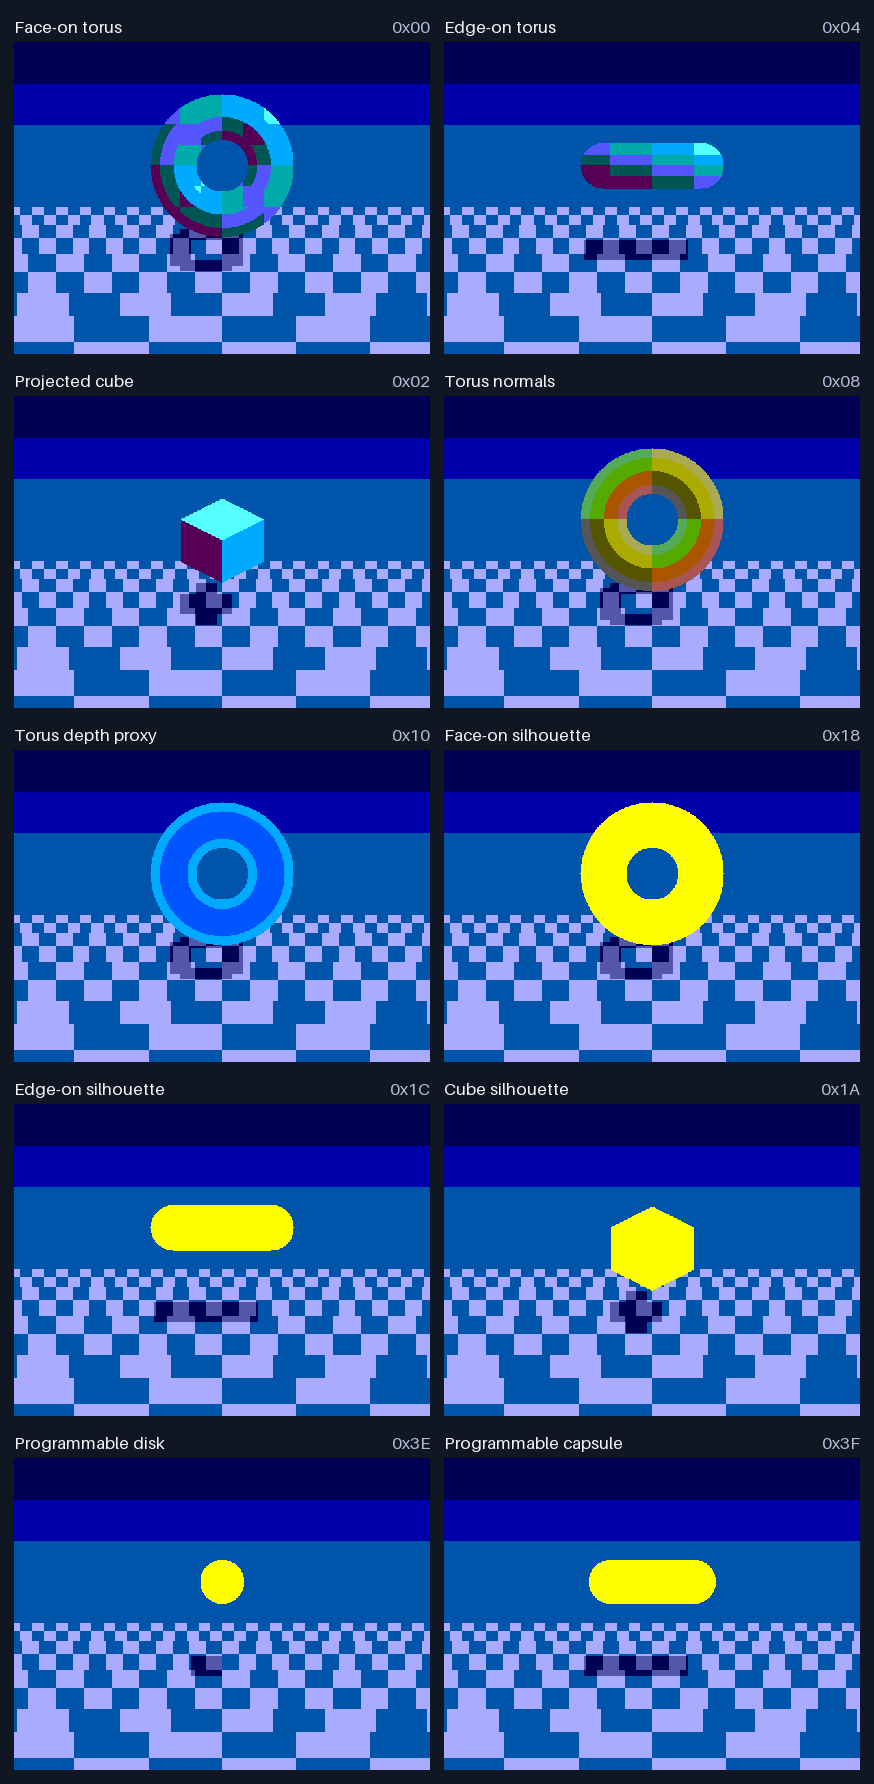 Face-on torus 0x00
Edge-on torus 0x04
Projected cube 0x02
Torus normals 0x08
Torus depth proxy 0x10
Face-on silhouette 0x18
Edge-on silhouette 0x1C
Cube silhouette 0x1A
Programmable disk 0x3E
Programmable capsule 0x3F